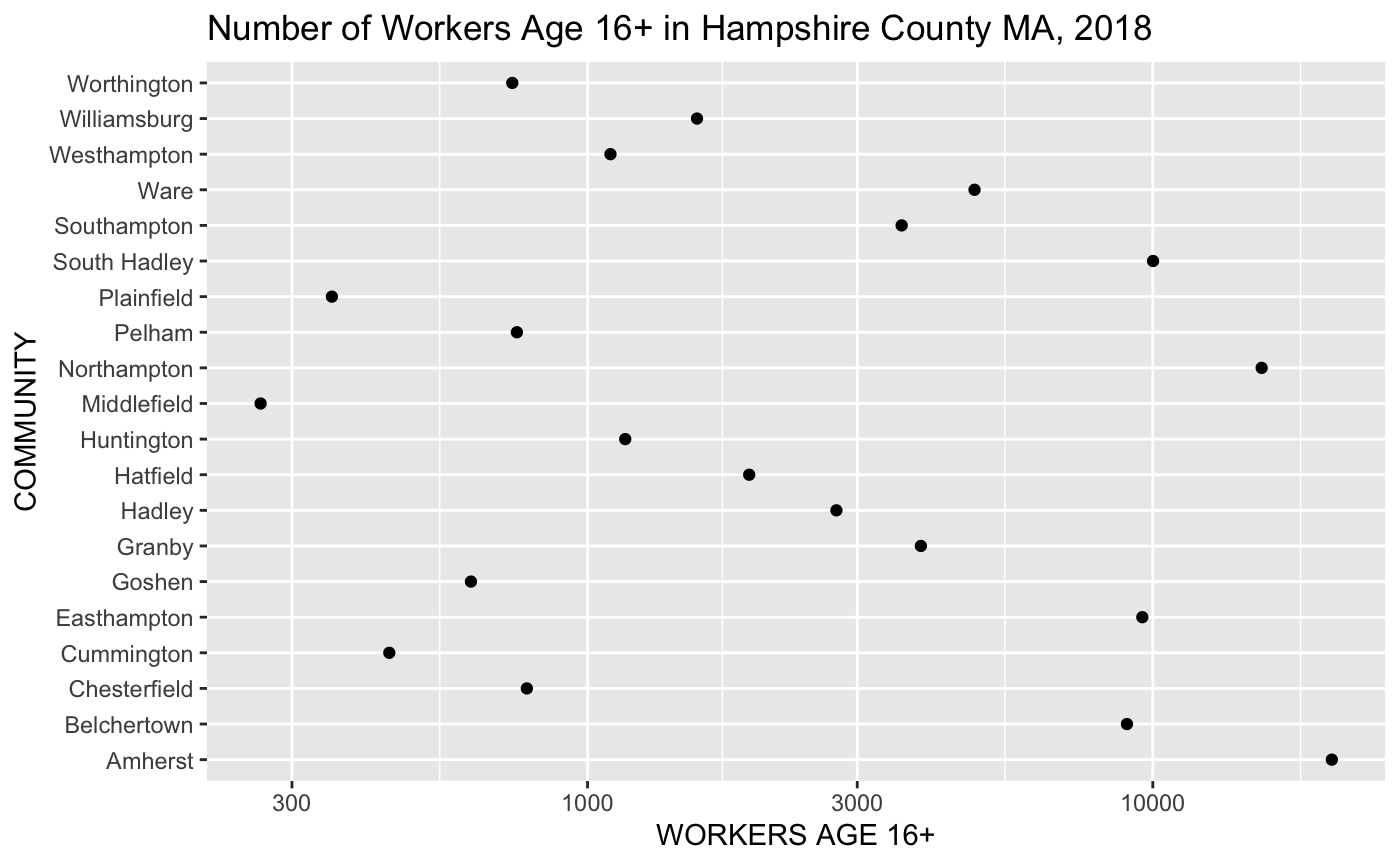 Number of Workers Age 16+ in Hampshire County MA, 2018
COMMUNITY
Worthington
Williamsburg
Westhampton
Ware
Southampton
South Hadley
Plainfield
Pelham
Northampton
Middlefield
Huntington
Hatfield
Hadley
Granby
Goshen
Easthampton
Cummington
Chesterfield
Belchertown
Amherst
300 1000 3000 10000
WORKERS AGE 16+